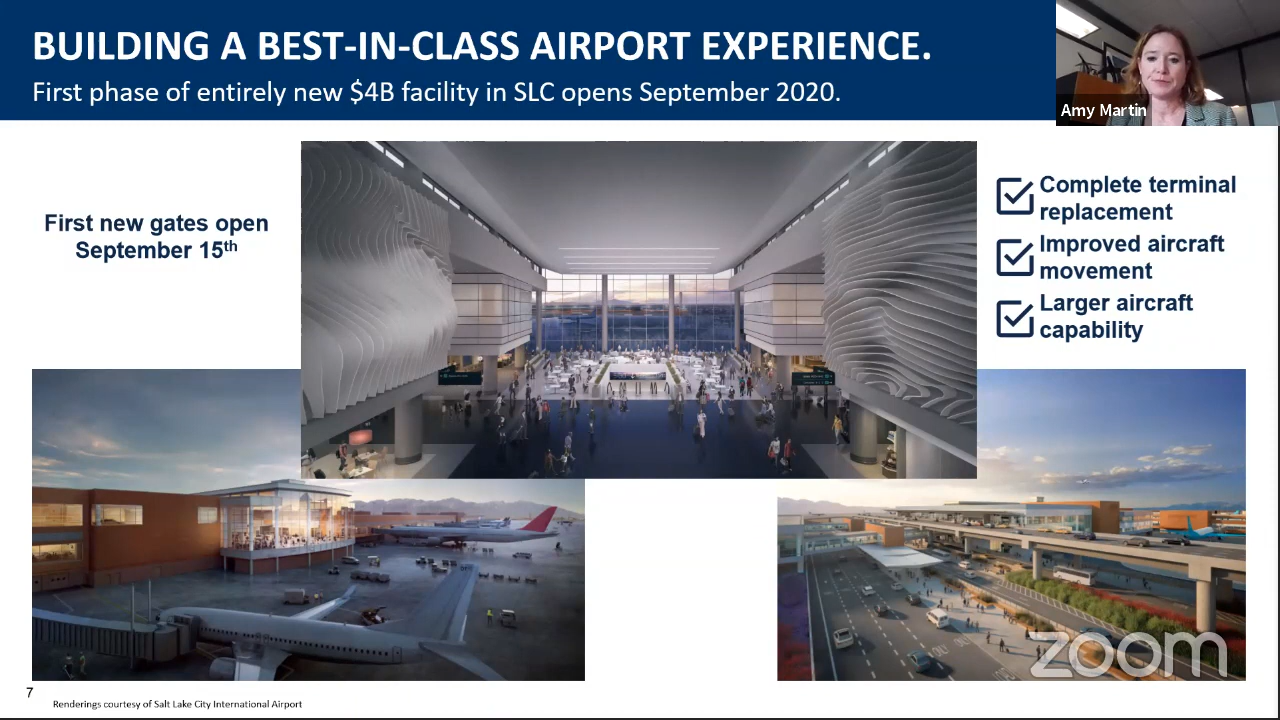 BUILDING A BEST-IN-CLASS AIRPORT EXPERIENCE.
First phase of entirely new $4B facility in SLC opens September 2020.
Amy Martin
First new gates open
September 15th
Complete terminal
replacement
Improved aircraft
movement
Larger aircraft
capability
zoom
7
Renderings courtesy of Salt Lake City International Airport